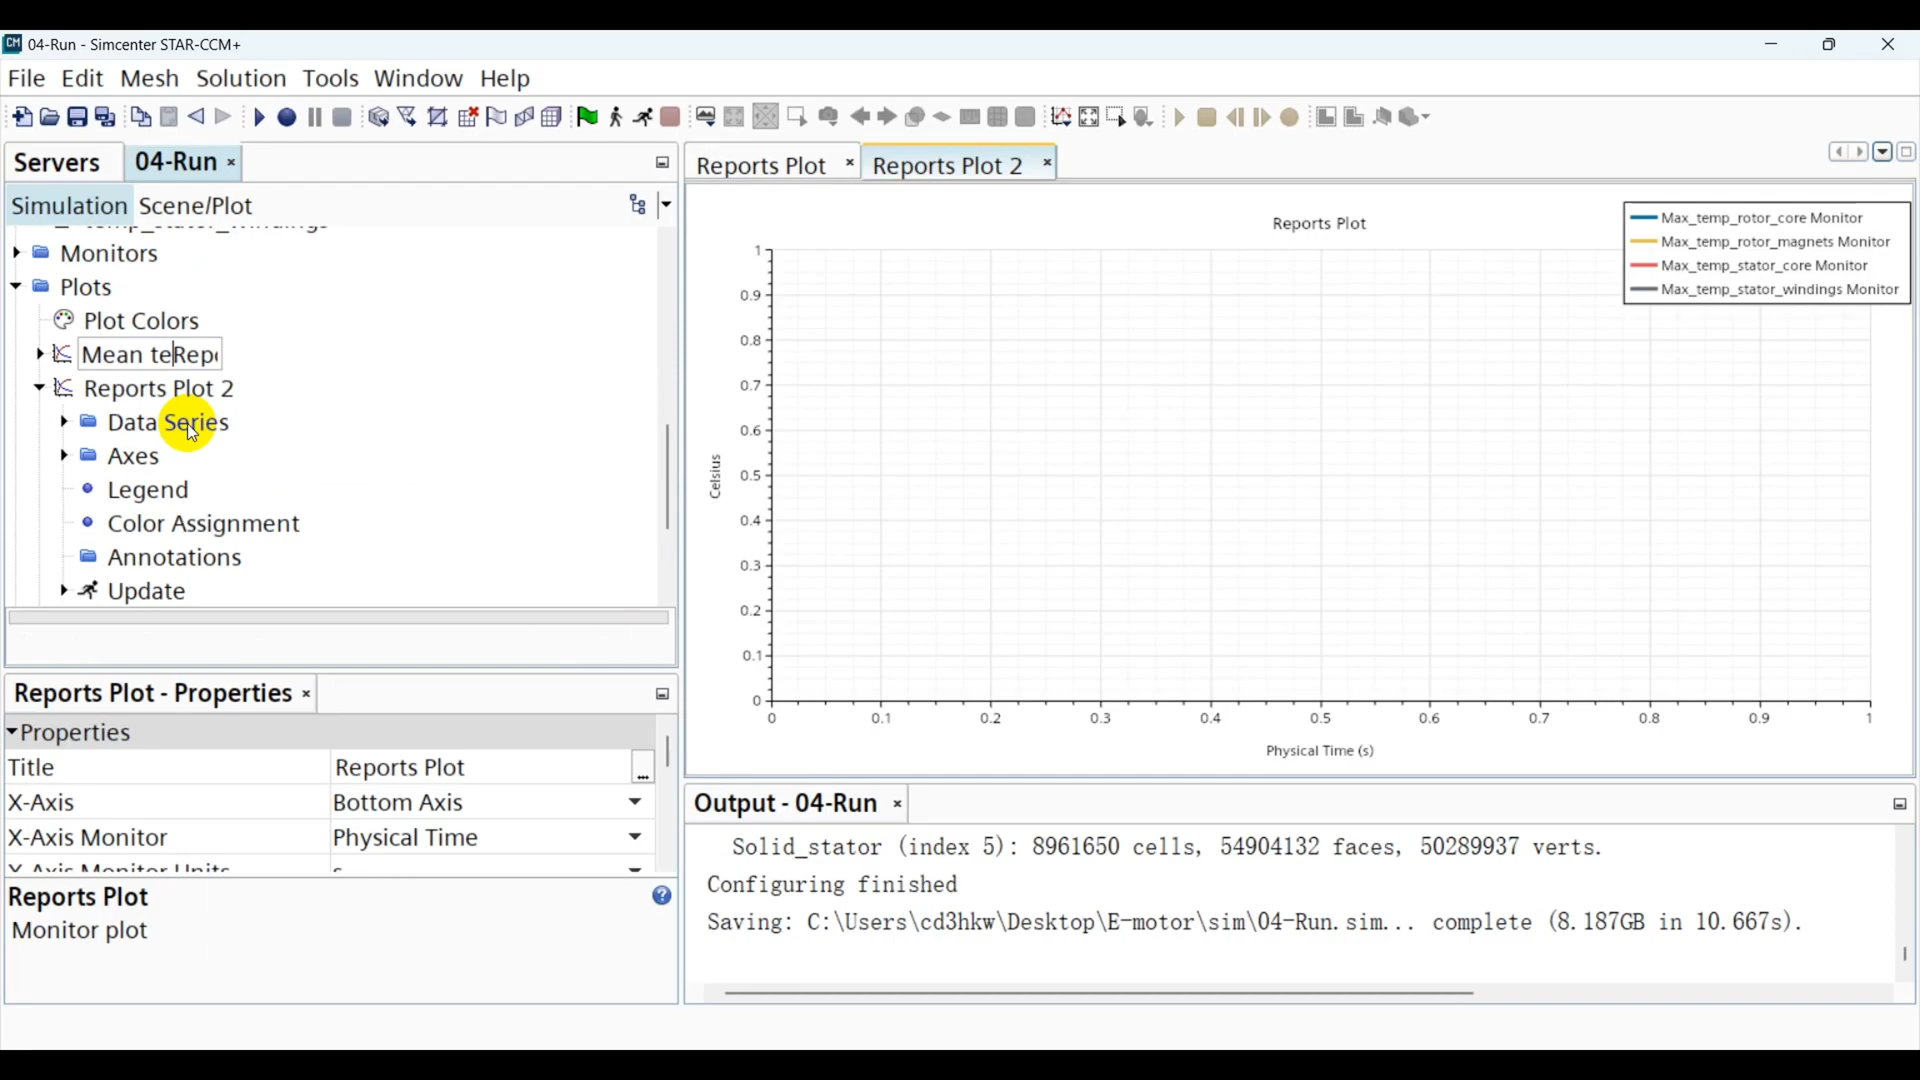 04-Run - Simcenter STAR-CCM+
File Edit Mesh Solution Tools Window Help
Servers 04-Run
Simulation Scene/Plot
temp_stator_windings
Monitors
Plots
Plot Colors
Mean teRep
Reports Plot 2
Data Series
Axes
Legend
Color Assignment
Annotations
Update
Reports Plot - Properties
Properties
Title Reports Plot ...
X-Axis Bottom Axis
X-Axis Monitor Physical Time
X-Axis Monitor Units s
Reports Plot
Monitor plot
Reports Plot Reports Plot 2
Reports Plot
Max_temp_rotor_core Monitor
Max_temp_rotor_magnets Monitor
Max_temp_stator_core Monitor
Max_temp_stator_windings Monitor
1
0.9
0.8
0.7
0.6
0.5
0.4
0.3
0.2
0.1
0
Celsius
0 0.1 0.2 0.3 0.4 0.5 0.6 0.7 0.8 0.9 1
Physical Time (s)
Output - 04-Run
Solid_stator (index 5): 8961650 cells, 54904132 faces, 50289937 verts.
Configuring finished
Saving: C:\Users\cd3hkw\Desktop\E-motor\sim\04-Run.sim... complete (8.187GB in 10.667s).